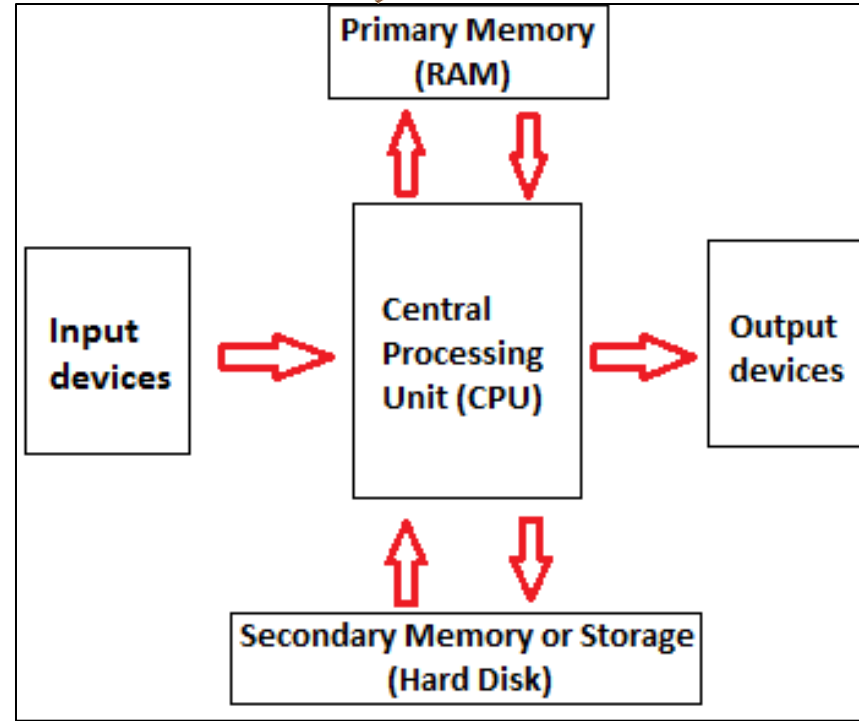 Primary Memory
(RAM)
Input
devices
Central
Processing
Unit (CPU)
Output
devices
Secondary Memory or Storage
(Hard Disk)